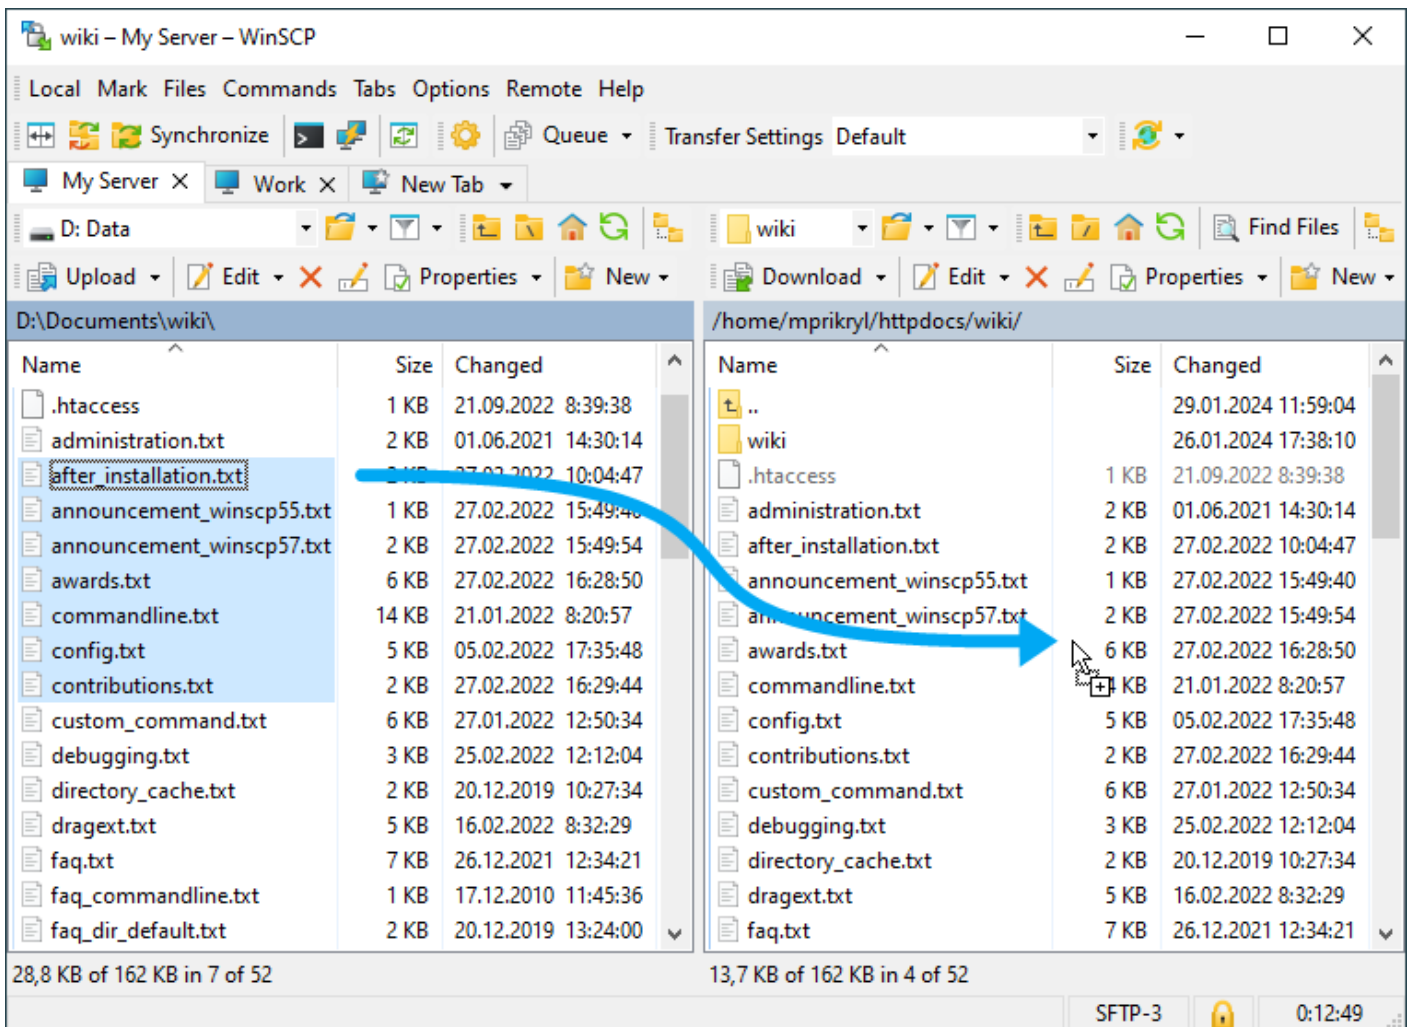 wiki – My Server – WinSCP
Local Mark Files Commands Tabs Options Remote Help
Synchronize Queue Transfer Settings Default
My Server Work New Tab
D: Data
Upload Edit Properties New
D:\Documents\wiki\
Name Size Changed
.htaccess 1 KB 21.09.2022 8:39:38
administration.txt 2 KB 01.06.2021 14:30:14
after_installation.txt 10:04:47
announcement_winscp55.txt 1 KB 27.02.2022
announcement_winscp57.txt 2 KB 27.02.2022 15:49:54
awards.txt 6 KB 27.02.2022 16:28:50
commandline.txt 14 KB 21.01.2022 8:20:57
config.txt 5 KB 05.02.2022 17:35:48
contributions.txt 2 KB 27.02.2022 16:29:44
custom_command.txt 6 KB 27.01.2022 12:50:34
debugging.txt 3 KB 25.02.2022 12:12:04
directory_cache.txt 2 KB 20.12.2019 10:27:34
dragext.txt 5 KB 16.02.2022 8:32:29
faq.txt 7 KB 26.12.2021 12:34:21
faq_commandline.txt 1 KB 17.12.2010 11:45:36
faq_dir_default.txt 2 KB 20.12.2019 13:24:00
28,8 KB of 162 KB in 7 of 52
wiki Find Files
Download Edit Properties New
/home/mprikryl/httpdocs/wiki/
Name Size Changed
.. 29.01.2024 11:59:04
wiki 26.01.2024 17:38:10
.htaccess 1 KB 21.09.2022 8:39:38
administration.txt 2 KB 01.06.2021 14:30:14
after_installation.txt 2 KB 27.02.2022 10:04:47
announcement_winscp55.txt 1 KB 27.02.2022 15:49:40
announcement_winscp57.txt 2 KB 27.02.2022 15:49:54
awards.txt 6 KB 27.02.2022 16:28:50
commandline.txt KB 21.01.2022 8:20:57
config.txt 5 KB 05.02.2022 17:35:48
contributions.txt 2 KB 27.02.2022 16:29:44
custom_command.txt 6 KB 27.01.2022 12:50:34
debugging.txt 3 KB 25.02.2022 12:12:04
directory_cache.txt 2 KB 20.12.2019 10:27:34
dragext.txt 5 KB 16.02.2022 8:32:29
faq.txt 7 KB 26.12.2021 12:34:21
13,7 KB of 162 KB in 4 of 52
SFTP-3 0:12:49